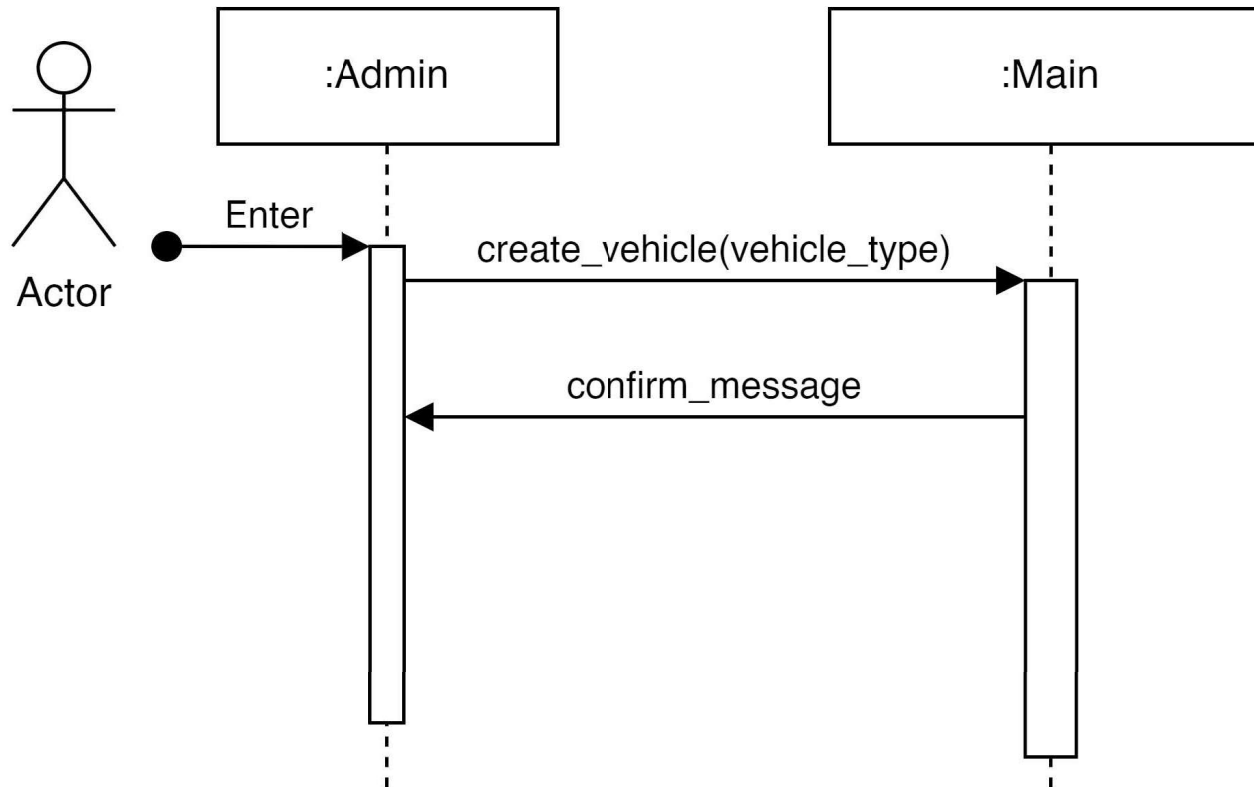 :Admin
:Main
Enter
create_vehicle(vehicle_type)
Actor
confirm_message